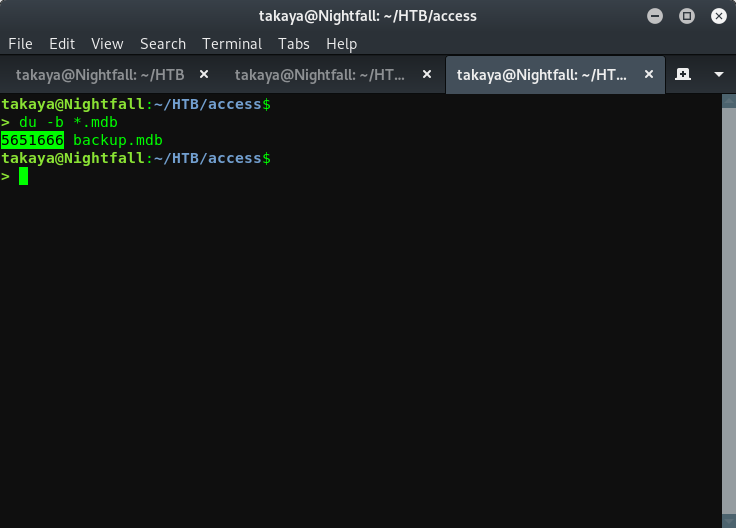 takaya@Nightfall: ~/HTB/access
File Edit View Search Terminal Tabs Help
takaya@Nightfall: ~/HTB × takaya@Nightfall: ~/HT... × takaya@Nightfall: ~/HT... ×
takaya@Nightfall:~/HTB/access$
> du -b *.mdb
5651666 backup.mdb
takaya@Nightfall:~/HTB/access$
>